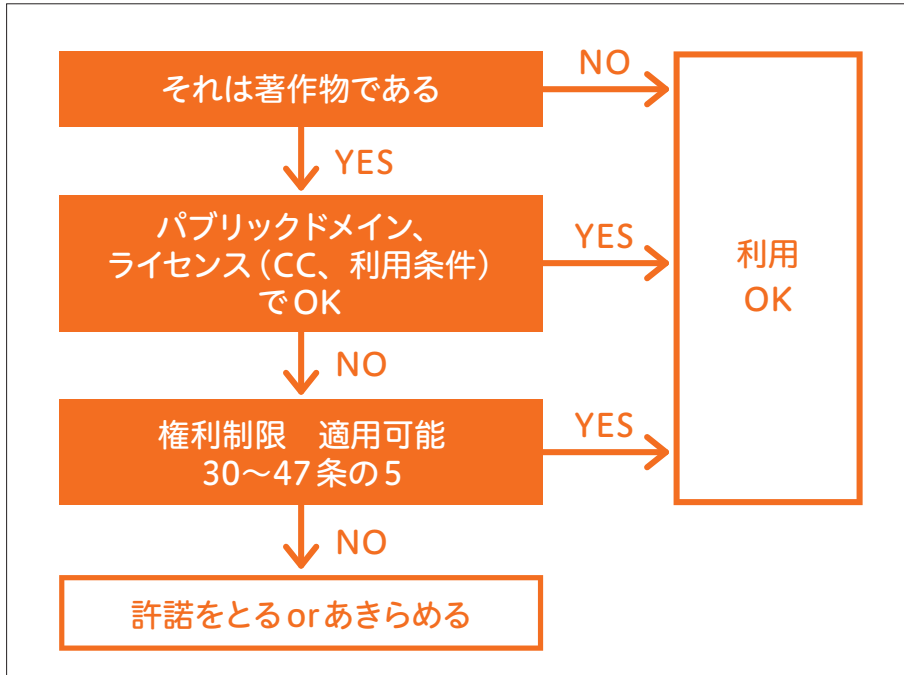 それは著作物である
NO
YES
パブリックドメイン、
ライセンス（CC、利用条件）
でOK
YES
利用
OK
NO
権利制限　適用可能
30～47条の5
YES
NO
許諾をとるorあきらめる